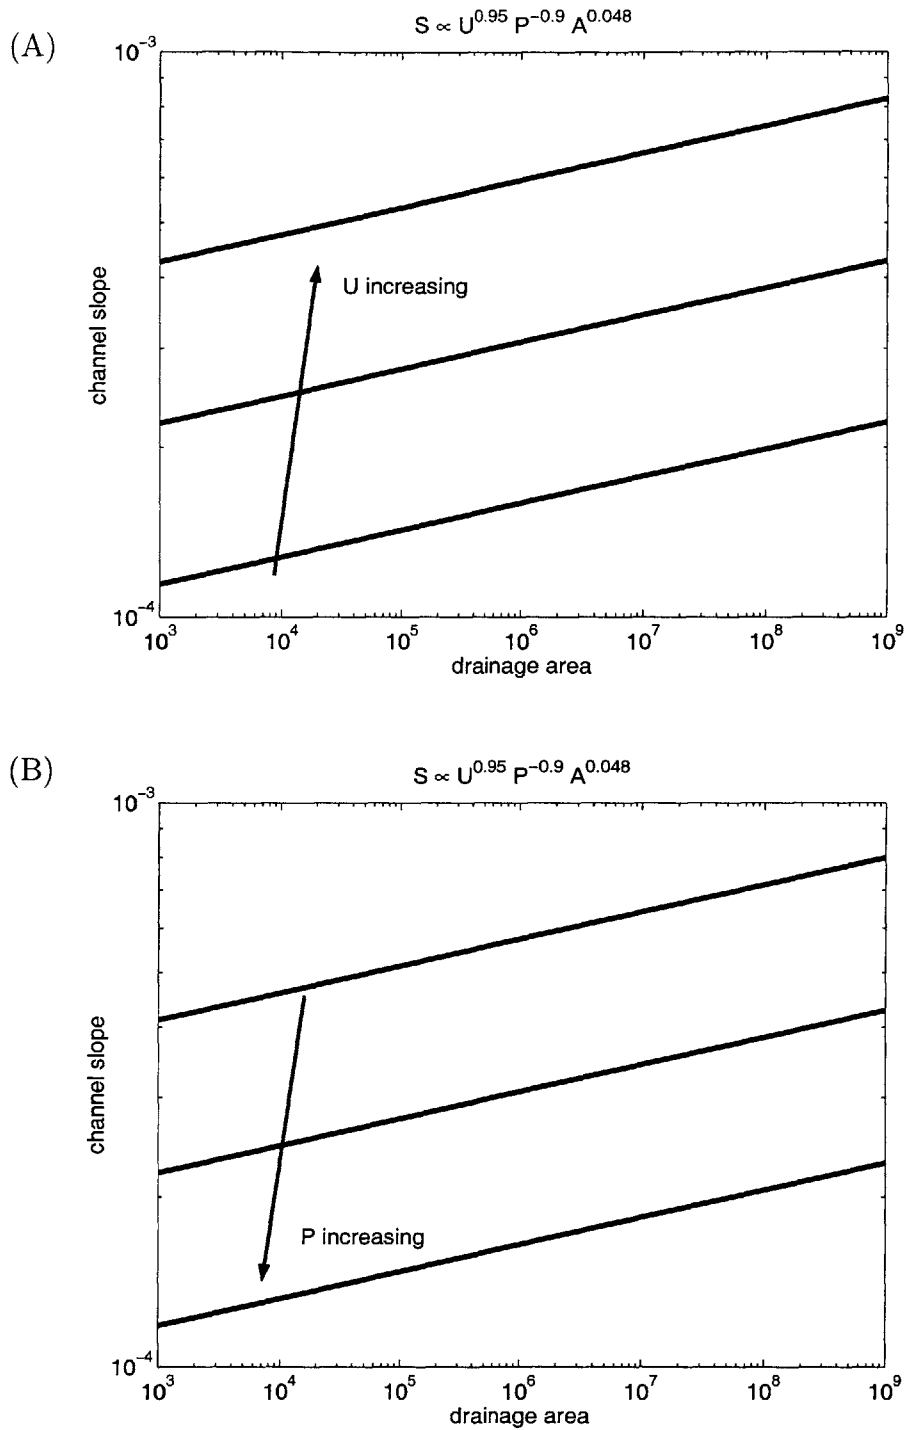 (A)
S ∝ U^0.95 P^−0.9 A^0.048
10^−3
channel slope
U increasing
10^−4
10^3 10^4 10^5 10^6 10^7 10^8 10^9
drainage area
(B)
S ∝ U^0.95 P^−0.9 A^0.048
10^−3
channel slope
P increasing
10^−4
10^3 10^4 10^5 10^6 10^7 10^8 10^9
drainage area